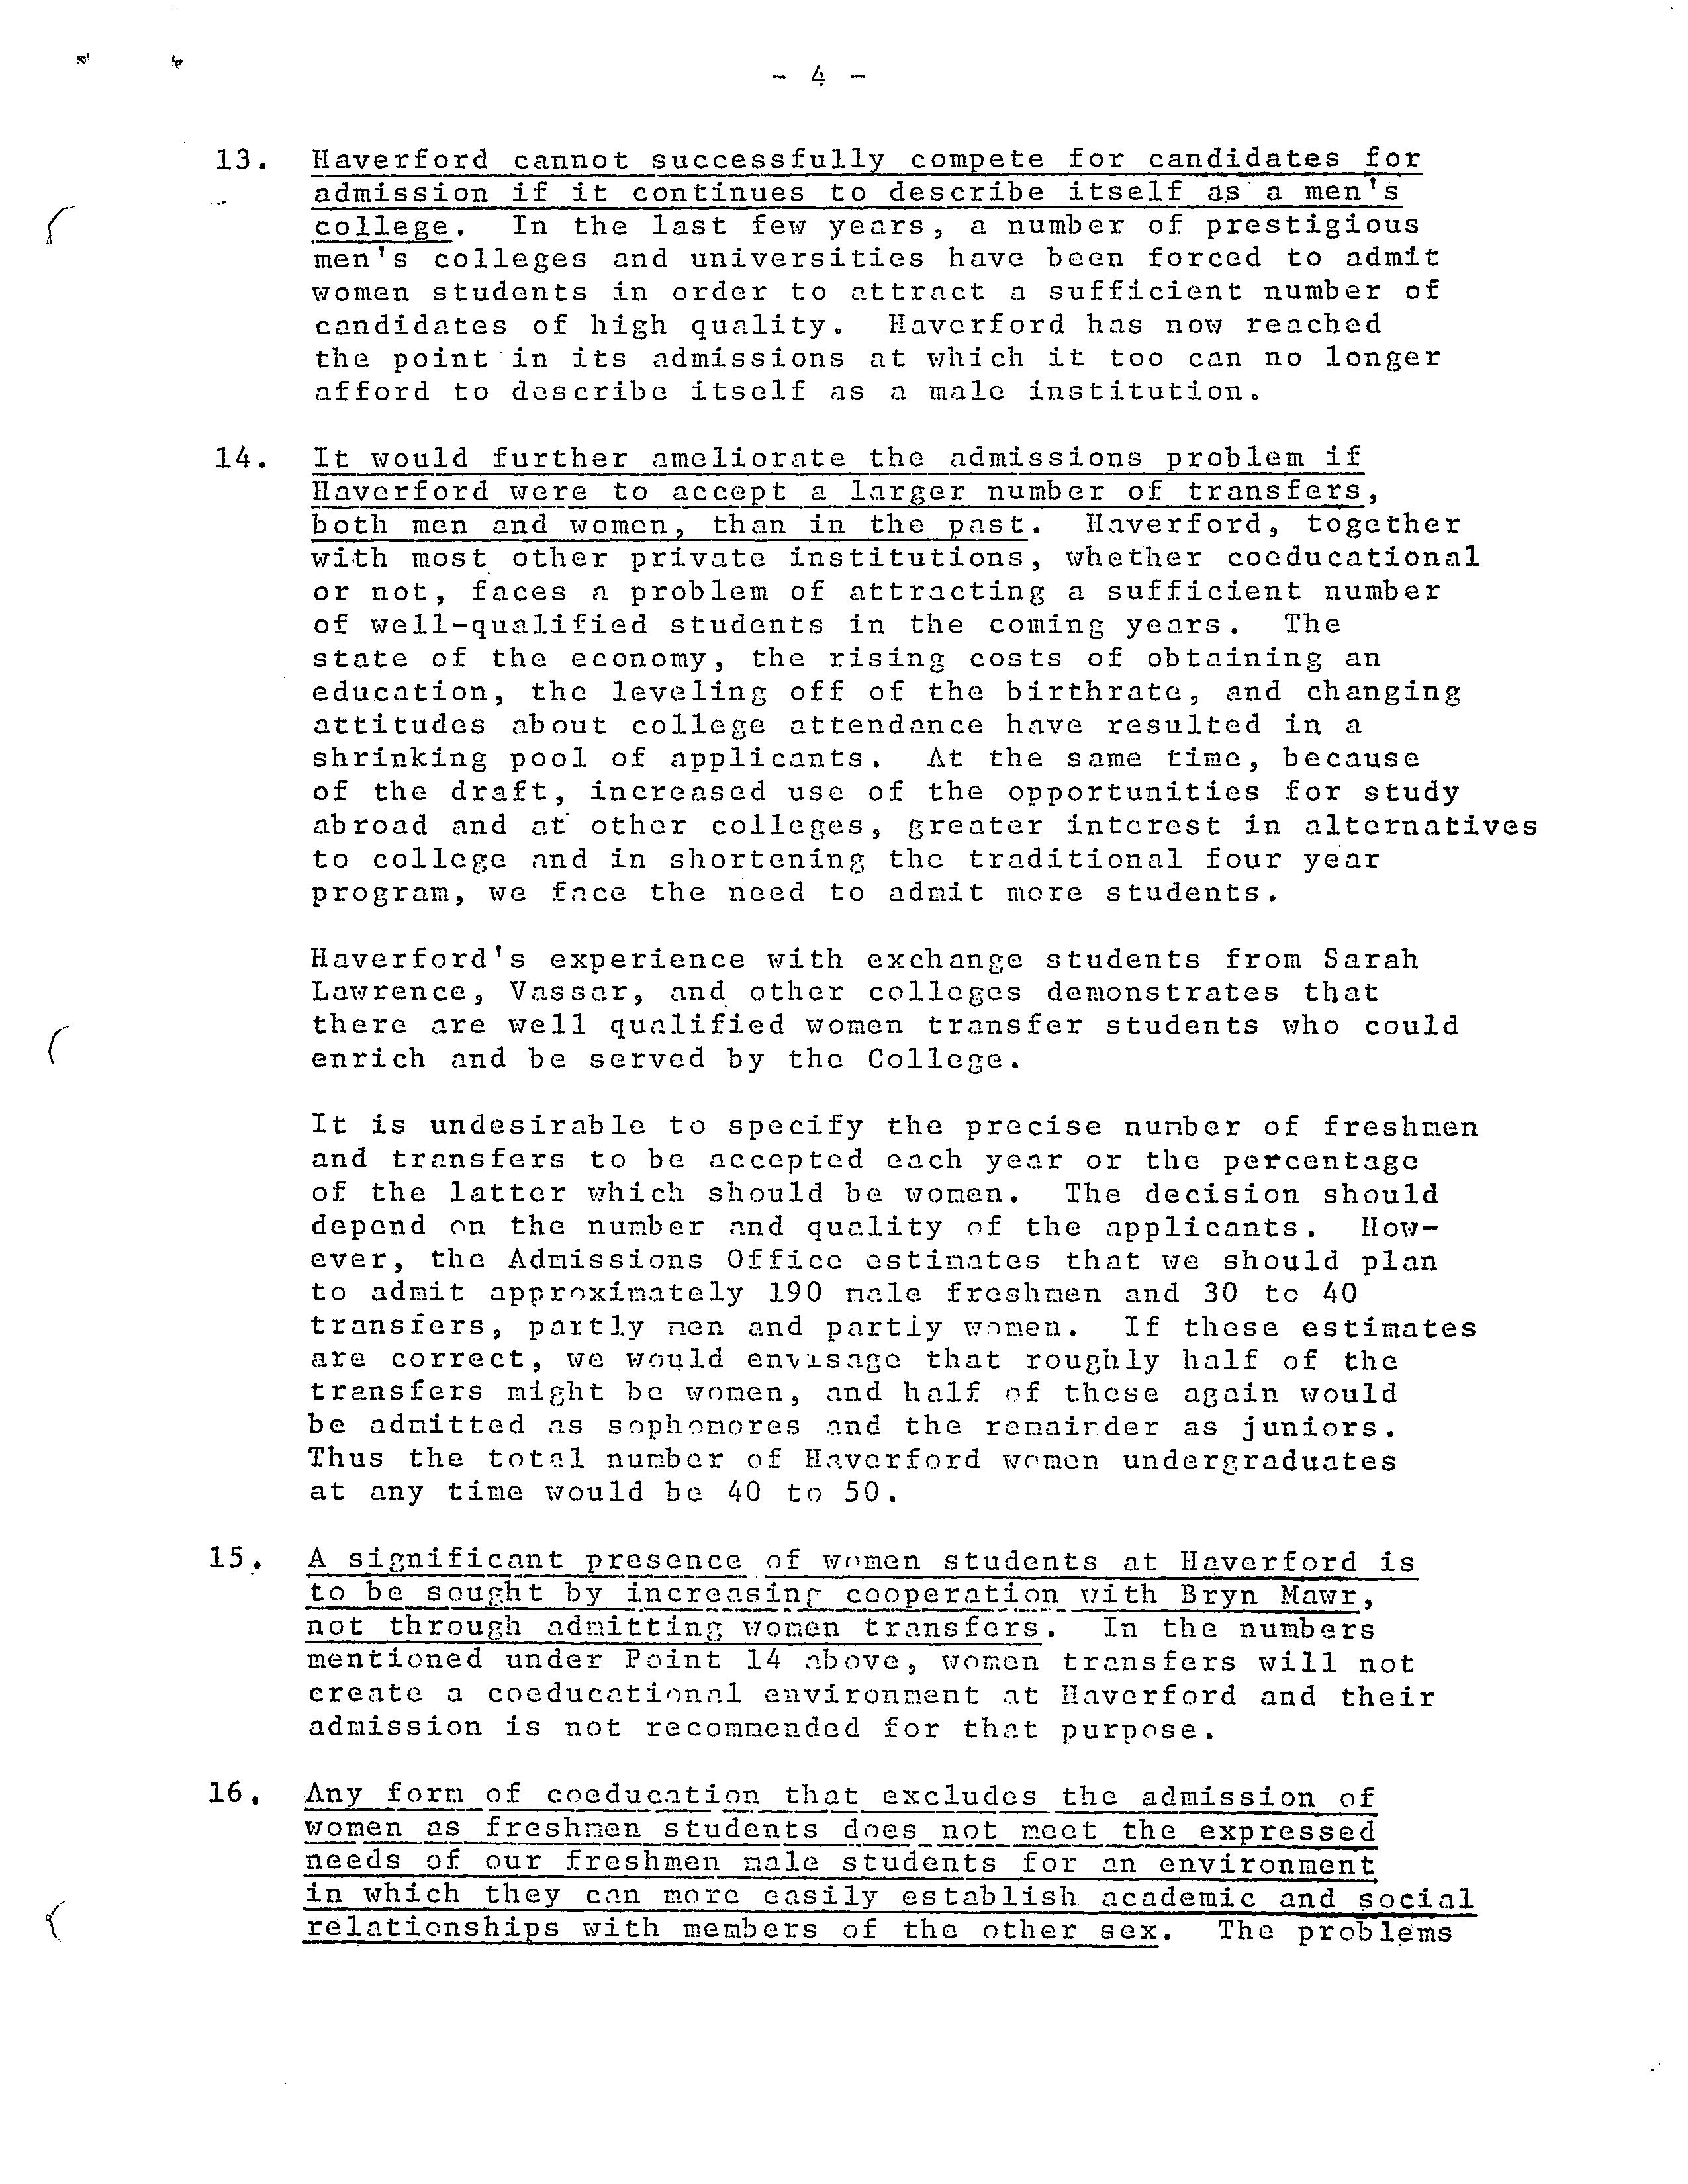 - 4 -
13. Haverford cannot successfully compete for candidates for
admission if it continues to describe itself as a men's
college. In the last few years, a number of prestigious
men's colleges and universities have been forced to admit
women students in order to attract a sufficient number of
candidates of high quality. Haverford has now reached
the point in its admissions at which it too can no longer
afford to describe itself as a male institution.
14. It would further ameliorate the admissions problem if
Haverford were to accept a larger number of transfers,
both men and women, than in the past. Haverford, together
with most other private institutions, whether coeducational
or not, faces a problem of attracting a sufficient number
of well-qualified students in the coming years. The
state of the economy, the rising costs of obtaining an
education, the leveling off of the birthrate, and changing
attitudes about college attendance have resulted in a
shrinking pool of applicants. At the same time, because
of the draft, increased use of the opportunities for study
abroad and at other colleges, greater interest in alternatives
to college and in shortening the traditional four year
program, we face the need to admit more students.
Haverford's experience with exchange students from Sarah
Lawrence, Vassar, and other colleges demonstrates that
there are well qualified women transfer students who could
enrich and be served by the College.
It is undesirable to specify the precise number of freshmen
and transfers to be accepted each year or the percentage
of the latter which should be women. The decision should
depend on the number and quality of the applicants. How-
ever, the Admissions Office estimates that we should plan
to admit approximately 190 male freshmen and 30 to 40
transfers, partly men and partly women. If these estimates
are correct, we would envisage that roughly half of the
transfers might be women, and half of these again would
be admitted as sophomores and the remainder as juniors.
Thus the total number of Haverford women undergraduates
at any time would be 40 to 50.
15. A significant presence of women students at Haverford is
to be sought by increasing cooperation with Bryn Mawr,
not through admitting women transfers. In the numbers
mentioned under Point 14 above, women transfers will not
create a coeducational environment at Haverford and their
admission is not recommended for that purpose.
16. Any form of coeducation that excludes the admission of
women as freshmen students does not meet the expressed
needs of our freshmen male students for an environment
in which they can more easily establish academic and social
relationships with members of the other sex. The problems